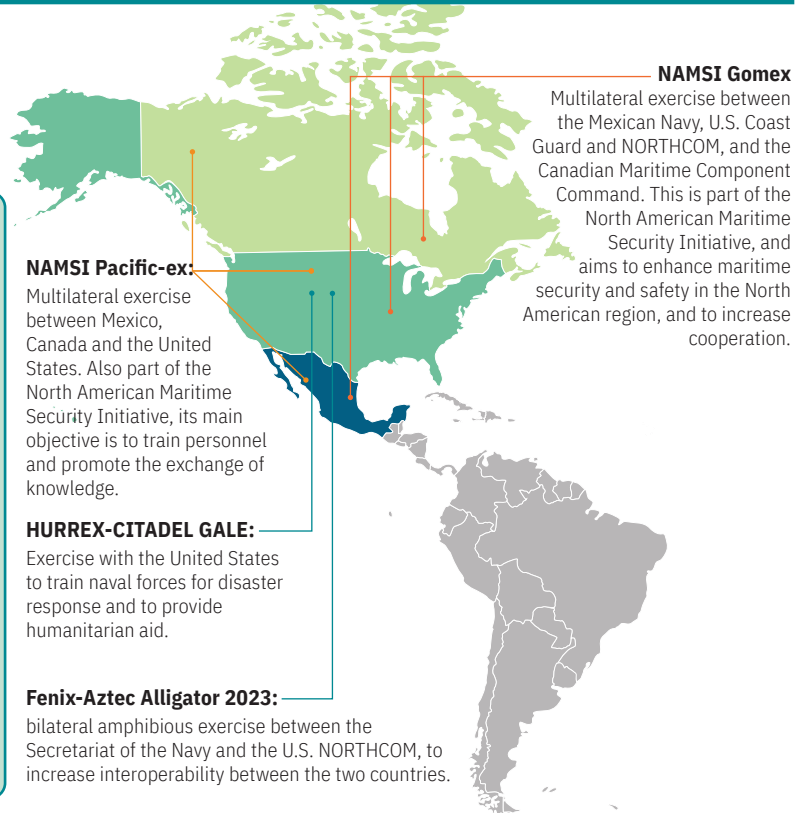 NAMSI Gomex
Multilateral exercise between
the Mexican Navy, U.S. Coast
Guard and NORTHCOM, and the
Canadian Maritime Component
Command. This is part of the
North American Maritime
Security Initiative, and
aims to enhance maritime
security and safety in the North
American region, and to increase
cooperation.
NAMSI Pacific-ex:
Multilateral exercise
between Mexico,
Canada and the United
States. Also part of the
North American Maritime
Security Initiative, its main
objective is to train personnel
and promote the exchange of
knowledge.
HURREX-CITADEL GALE:
Exercise with the United States
to train naval forces for disaster
response and to provide
humanitarian aid.
Fenix-Aztec Alligator 2023:
bilateral amphibious exercise between the
Secretariat of the Navy and the U.S. NORTHCOM, to
increase interoperability between the two countries.